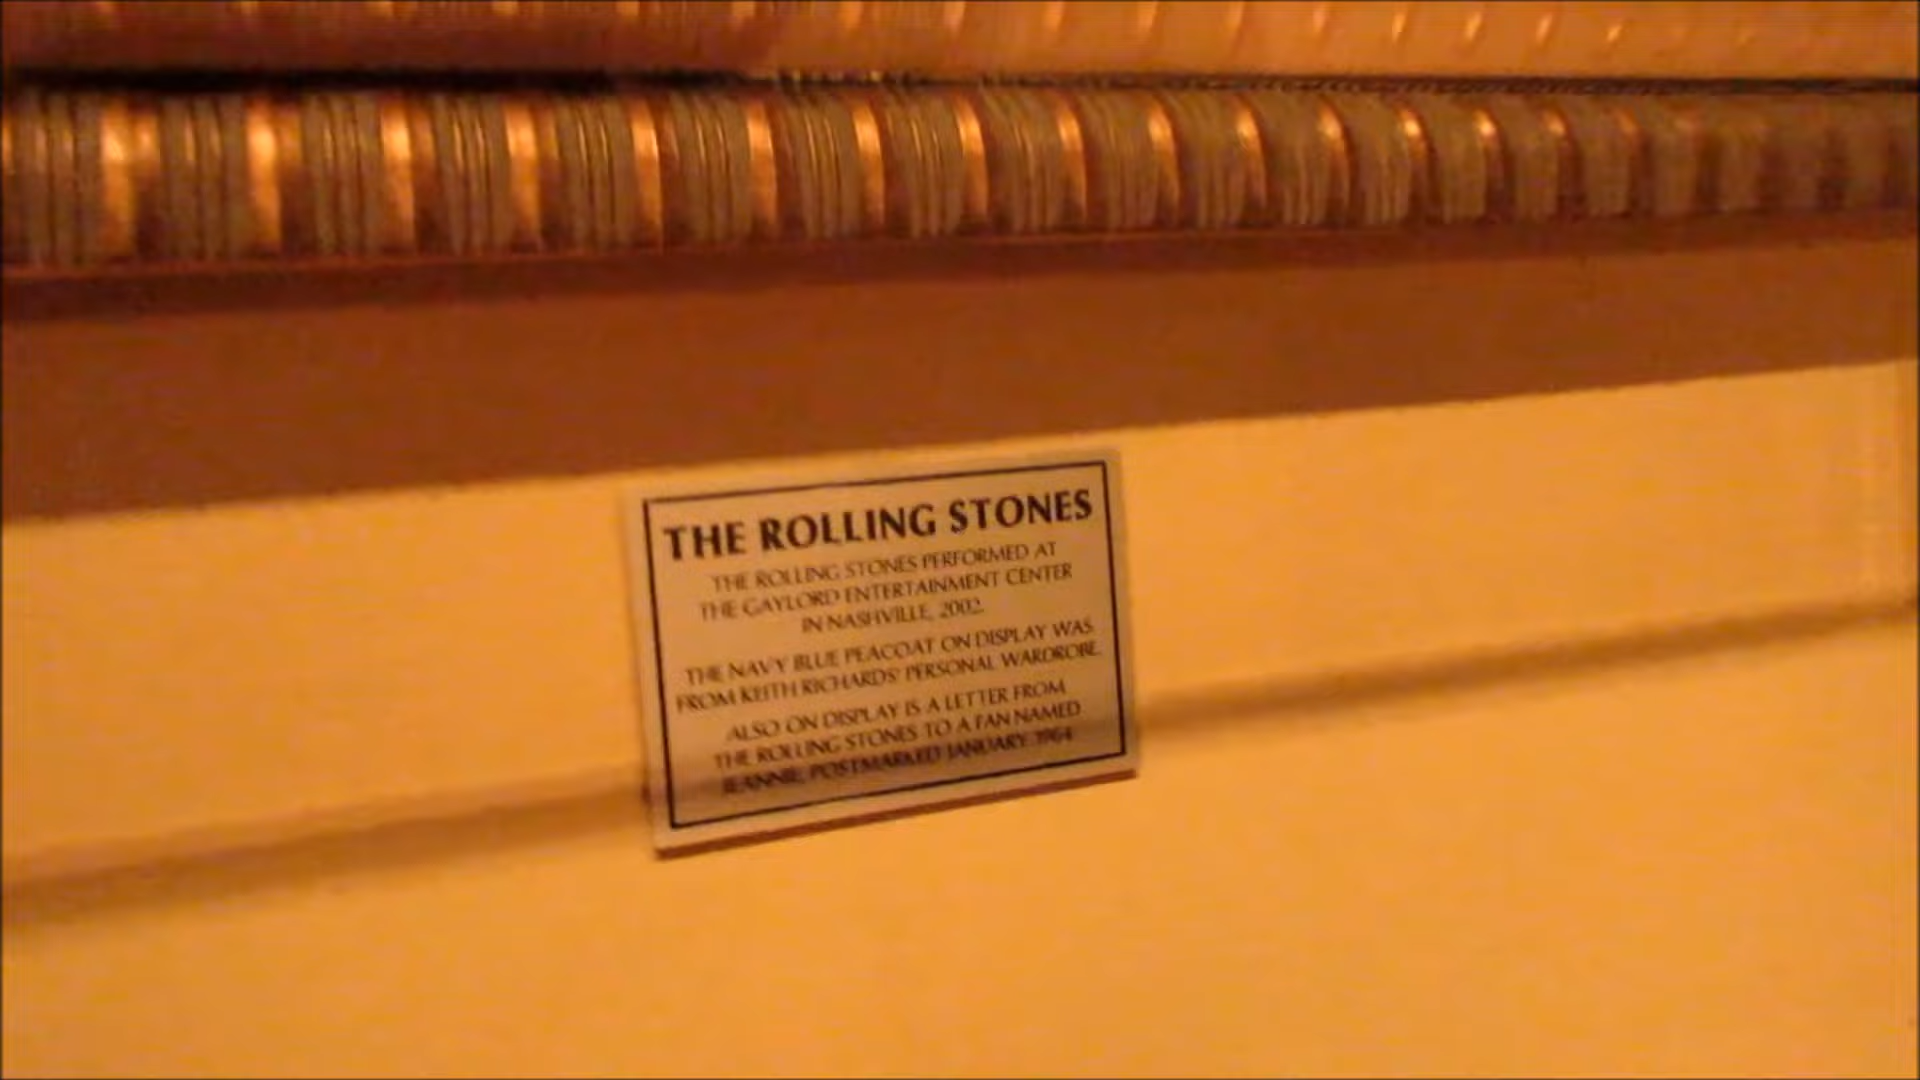 THE ROLLING STONES
THE ROLLING STONES PERFORMED AT
THE GAYLORD ENTERTAINMENT CENTER
IN NASHVILLE, 2002.
THE NAVY BLUE PEACOAT ON DISPLAY WAS
FROM KEITH RICHARDS' PERSONAL WARDROBE.
ALSO ON DISPLAY IS A LETTER FROM
THE ROLLING STONES TO A FAN NAMED
JEANNIE, POSTMARKED JANUARY 1964